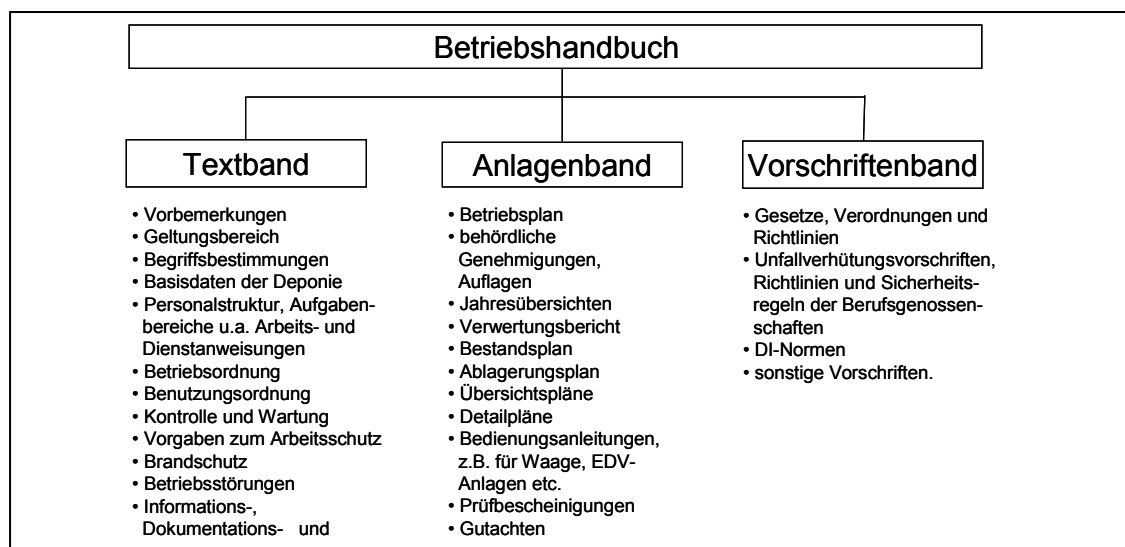 Betriebshandbuch
Textband
• Vorbemerkungen
• Geltungsbereich
• Begriffsbestimmungen
• Basisdaten der Deponie
• Personalstruktur, Aufgaben-
bereiche u.a. Arbeits- und
Dienstanweisungen
• Betriebsordnung
• Benutzungsordnung
• Kontrolle und Wartung
• Vorgaben zum Arbeitsschutz
• Brandschutz
• Betriebsstörungen
• Informations-,
Dokumentations- und
Anlagenband
• Betriebsplan
• behördliche
Genehmigungen,
Auflagen
• Jahresübersichten
• Verwertungsbericht
• Bestandsplan
• Ablagerungsplan
• Übersichtspläne
• Detailpläne
• Bedienungsanleitungen,
z.B. für Waage, EDV-
Anlagen etc.
• Prüfbescheinigungen
• Gutachten
Vorschriftenband
• Gesetze, Verordnungen und
Richtlinien
• Unfallverhütungsvorschriften,
Richtlinien und Sicherheits-
regeln der Berufsgenossen-
schaften
• DI-Normen
• sonstige Vorschriften.